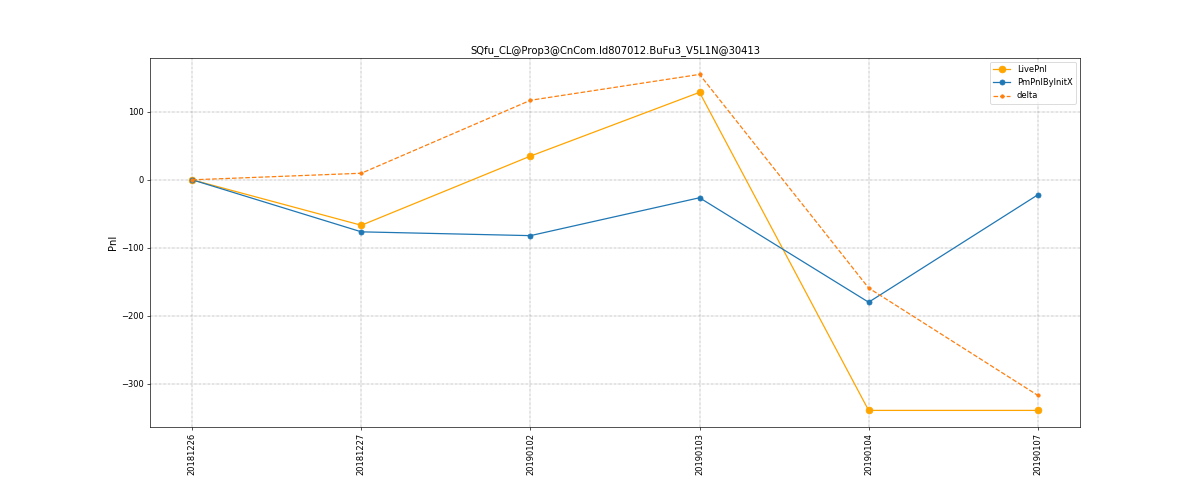 SQfu_CL@Prop3@CnCom.Id807012.BuFu3_V5L1N@30413
LivePnl
PmPnlByInitX
delta
Pnl
100
0
−100
−200
−300
20181226
20181227
20190102
20190103
20190104
20190107